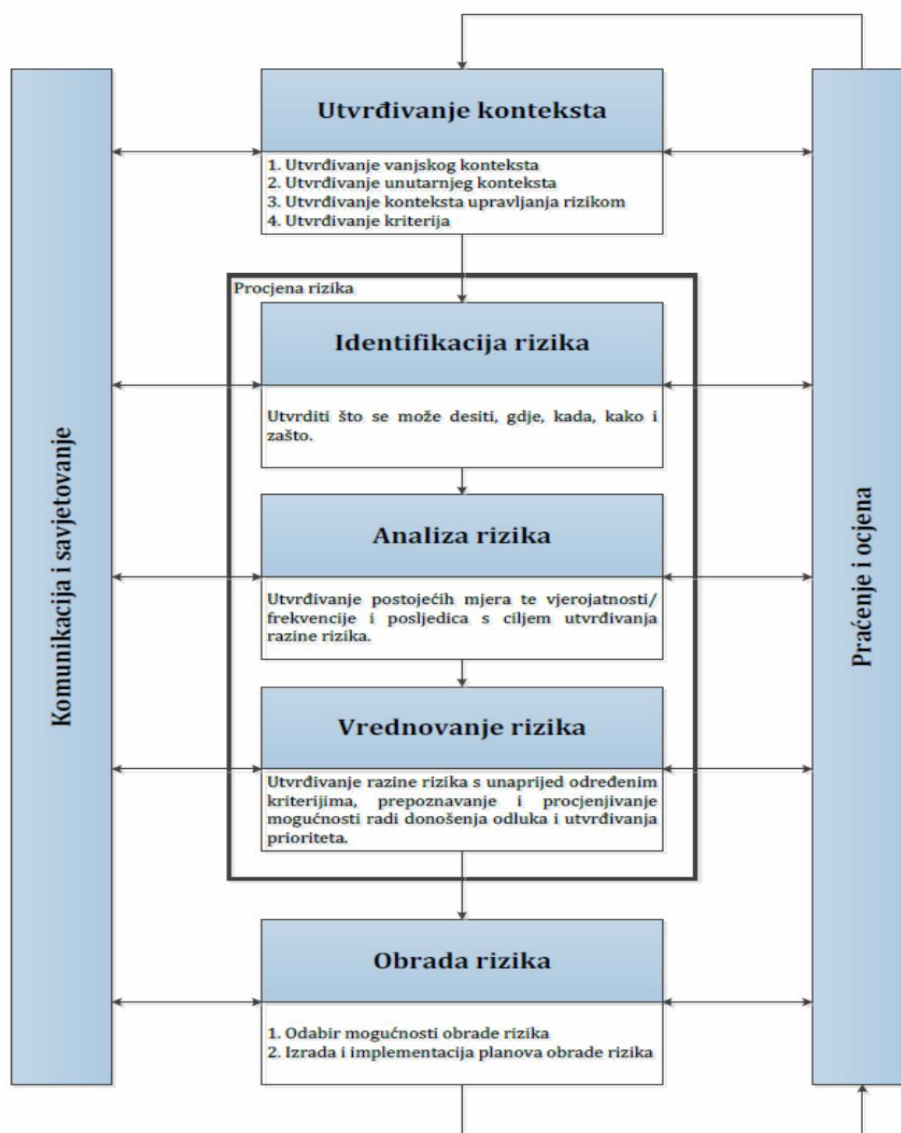 Utvrđivanje konteksta
1. Utvrđivanje vanjskog konteksta
2. Utvrđivanje unutarnjeg konteksta
3. Utvrđivanje konteksta upravljanja rizikom
4. Utvrđivanje kriterija
Procjena rizika
Identifikacija rizika
Utvrditi što se može desiti, gdje, kada, kako i
zašto.
Analiza rizika
Utvrđivanje postojećih mjera te vjerojatnosti/
frekvencije i posljedica s ciljem utvrđivanja
razine rizika.
Vrednovanje rizika
Utvrđivanje razine rizika s unaprijed određenim
kriterijima, prepoznavanje i procjenjivanje
mogućnosti radi donošenja odluka i utvrđivanja
prioriteta.
Obrada rizika
1. Odabir mogućnosti obrade rizika
2. Izrada i implementacija planova obrade rizika
Komunikacija i savjetovanje
Praćenje i ocjena